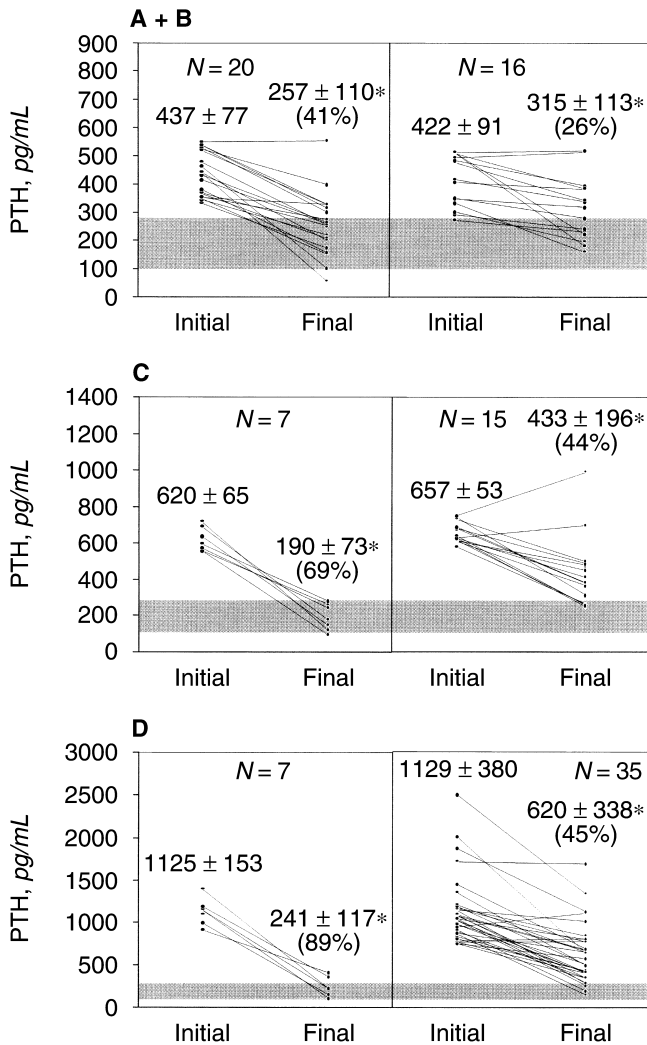 A + B
PTH, pg/mL
900
800
700
600
500
400
300
200
100
0
N = 20
437 ± 77
257 ± 110*
(41%)
N = 16
422 ± 91
315 ± 113*
(26%)
Initial Final Initial Final
C
PTH, pg/mL
1400
1200
1000
800
600
400
200
0
N = 7
620 ± 65
190 ± 73*
(69%)
N = 15
657 ± 53
433 ± 196*
(44%)
Initial Final Initial Final
D
PTH, pg/mL
3000
2500
2000
1500
1000
500
0
N = 7
1125 ± 153
241 ± 117*
(89%)
1129 ± 380
N = 35
620 ± 338*
(45%)
Initial Final Initial Final